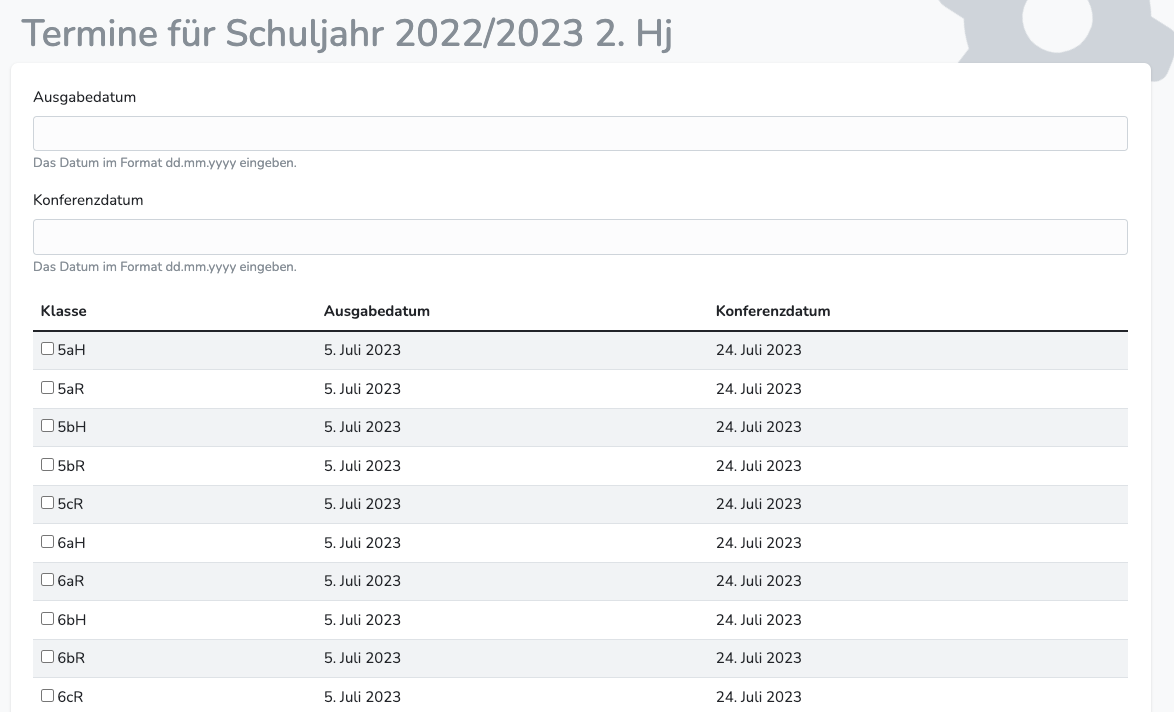 Termine für Schuljahr 2022/2023 2. Hj
Ausgabedatum
Das Datum im Format dd.mm.yyyy eingeben.
Konferenzdatum
Das Datum im Format dd.mm.yyyy eingeben.
Klasse Ausgabedatum Konferenzdatum
5aH 5. Juli 2023 24. Juli 2023
5aR 5. Juli 2023 24. Juli 2023
5bH 5. Juli 2023 24. Juli 2023
5bR 5. Juli 2023 24. Juli 2023
5cR 5. Juli 2023 24. Juli 2023
6aH 5. Juli 2023 24. Juli 2023
6aR 5. Juli 2023 24. Juli 2023
6bH 5. Juli 2023 24. Juli 2023
6bR 5. Juli 2023 24. Juli 2023
6cR 5. Juli 2023 24. Juli 2023